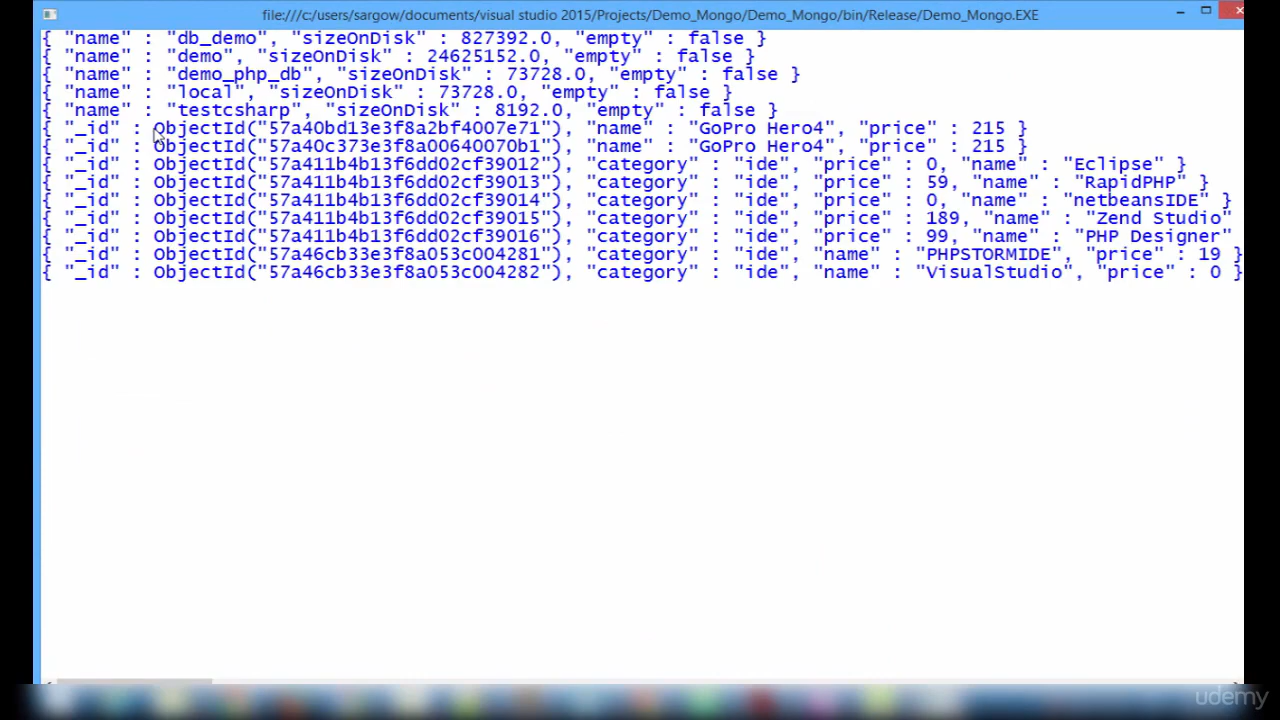 file:///c:/users/sargow/documents/visual studio 2015/Projects/Demo_Mongo/Demo_Mongo/bin/Release/Demo_Mongo.EXE
{ "name" : "db_demo", "sizeOnDisk" : 827392.0, "empty" : false }
{ "name" : "demo", "sizeOnDisk" : 24625152.0, "empty" : false }
{ "name" : "demo_php_db", "sizeOnDisk" : 73728.0, "empty" : false }
{ "name" : "local", "sizeOnDisk" : 73728.0, "empty" : false }
{ "name" : "testcsharp", "sizeOnDisk" : 8192.0, "empty" : false }
{ "_id" : ObjectId("57a40bd13e3f8a2bf4007e71"), "name" : "GoPro Hero4", "price" : 215 }
{ "_id" : ObjectId("57a40c373e3f8a00640070b1"), "name" : "GoPro Hero4", "price" : 215 }
{ "_id" : ObjectId("57a411b4b13f6dd02cf39012"), "category" : "ide", "price" : 0, "name" : "Eclipse" }
{ "_id" : ObjectId("57a411b4b13f6dd02cf39013"), "category" : "ide", "price" : 59, "name" : "RapidPHP" }
{ "_id" : ObjectId("57a411b4b13f6dd02cf39014"), "category" : "ide", "price" : 0, "name" : "netbeansIDE" }
{ "_id" : ObjectId("57a411b4b13f6dd02cf39015"), "category" : "ide", "price" : 189, "name" : "Zend Studio"
{ "_id" : ObjectId("57a411b4b13f6dd02cf39016"), "category" : "ide", "price" : 99, "name" : "PHP Designer"
{ "_id" : ObjectId("57a46cb33e3f8a053c004281"), "category" : "ide", "name" : "PHPSTORMIDE", "price" : 19 }
{ "_id" : ObjectId("57a46cb33e3f8a053c004282"), "category" : "ide", "name" : "VisualStudio", "price" : 0 }
udemy